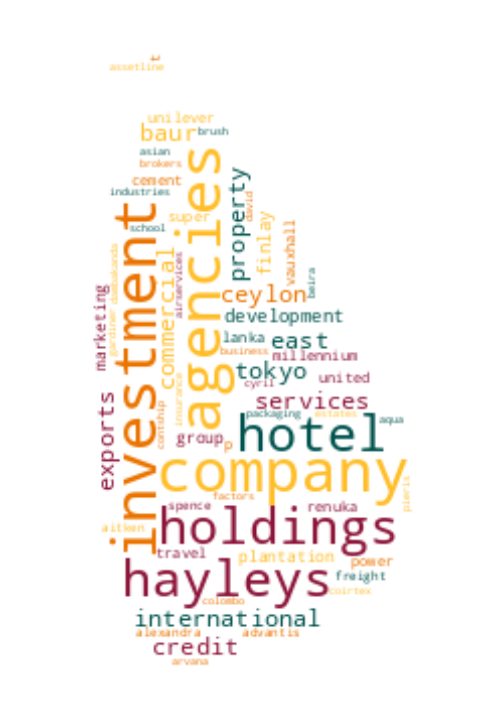 t
assetline
unilever
baur
brush
asian
brokers
cement
industries
school
super
agencies
property
david
finlay
vauxhall
investment
commercial
airservices
dambakanda
gardiner
marketing
ceylon
beira
development
lanka
east
business
millennium
tokyo
cyril
united
insurance
services
exports
contship
packaging
estates
aqua
group
p
hotel
company
pieris
factors
spence
renuka
aitken
holdings
travel
plantation
power
freight
hayleys
coirtex
colombo
international
alexandra
advantis
credit
arvana